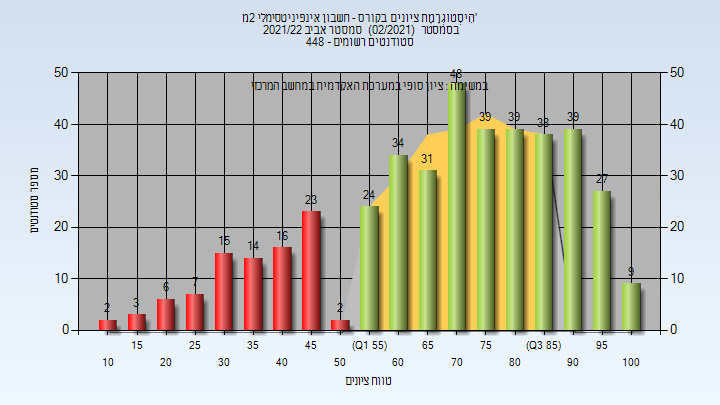 היסטוגרמת ציונים בקורס - חשבון אינפיניטסימלי 2מ'
בסמסטר (02/2021) סמסטר אביב 2021/22
סטודנטים רשומים - 448
במשימה : ציון סופי במערכת האקדמית במחשב המרכזי
50 50
40 40
30 30
20 20
10 10
0 0
2 3 6 7 15 14 16 23 2 24 34 31 48 39 39 38 39 27 9
מספר סטודנטים
15 25 35 45 (Q1 55) 65 75 (Q3 85) 95
10 20 30 40 50 60 70 80 90 100
טווח ציונים